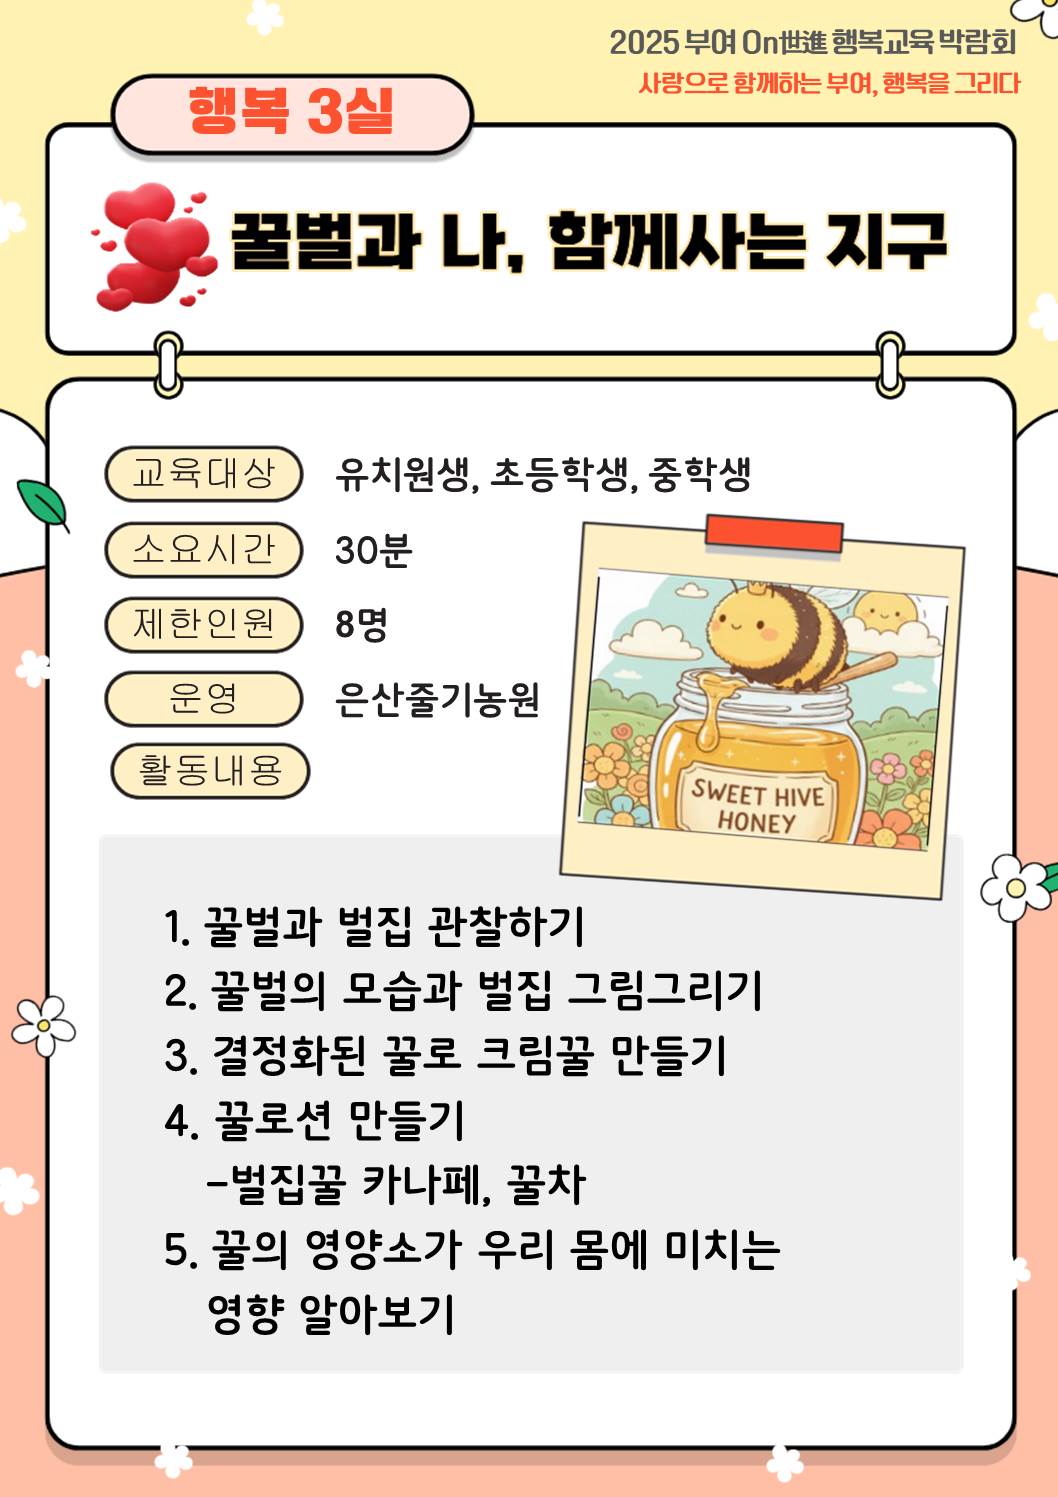 2025 부여 On世進 행복교육 박람회
사랑으로 함께하는 부여, 행복을 그리다
행복 3실
꿀벌과 나, 함께사는 지구
교육대상 유치원생, 초등학생, 중학생
소요시간 30분
제한인원 8명
운영 은산줄기농원
활동내용
SWEET HIVE
HONEY
1. 꿀벌과 벌집 관찰하기
2. 꿀벌의 모습과 벌집 그림그리기
3. 결정화된 꿀로 크림꿀 만들기
4. 꿀로션 만들기
-벌집꿀 카나페, 꿀차
5. 꿀의 영양소가 우리 몸에 미치는
영향 알아보기